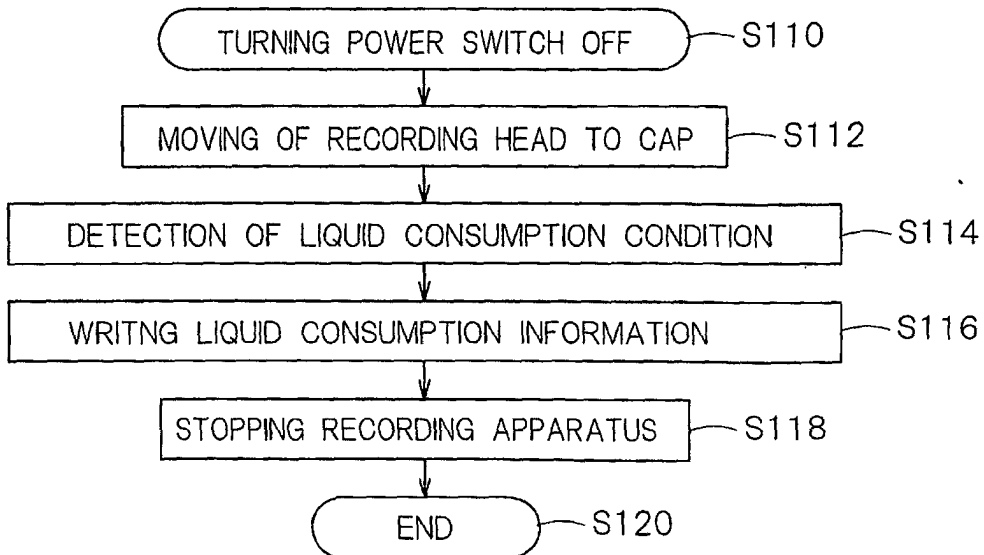 TURNING POWER SWITCH OFF S110
MOVING OF RECORDING HEAD TO CAP S112
DETECTION OF LIQUID CONSUMPTION CONDITION S114
WRITNG LIQUID CONSUMPTION INFORMATION S116
STOPPING RECORDING APPARATUS S118
END S120